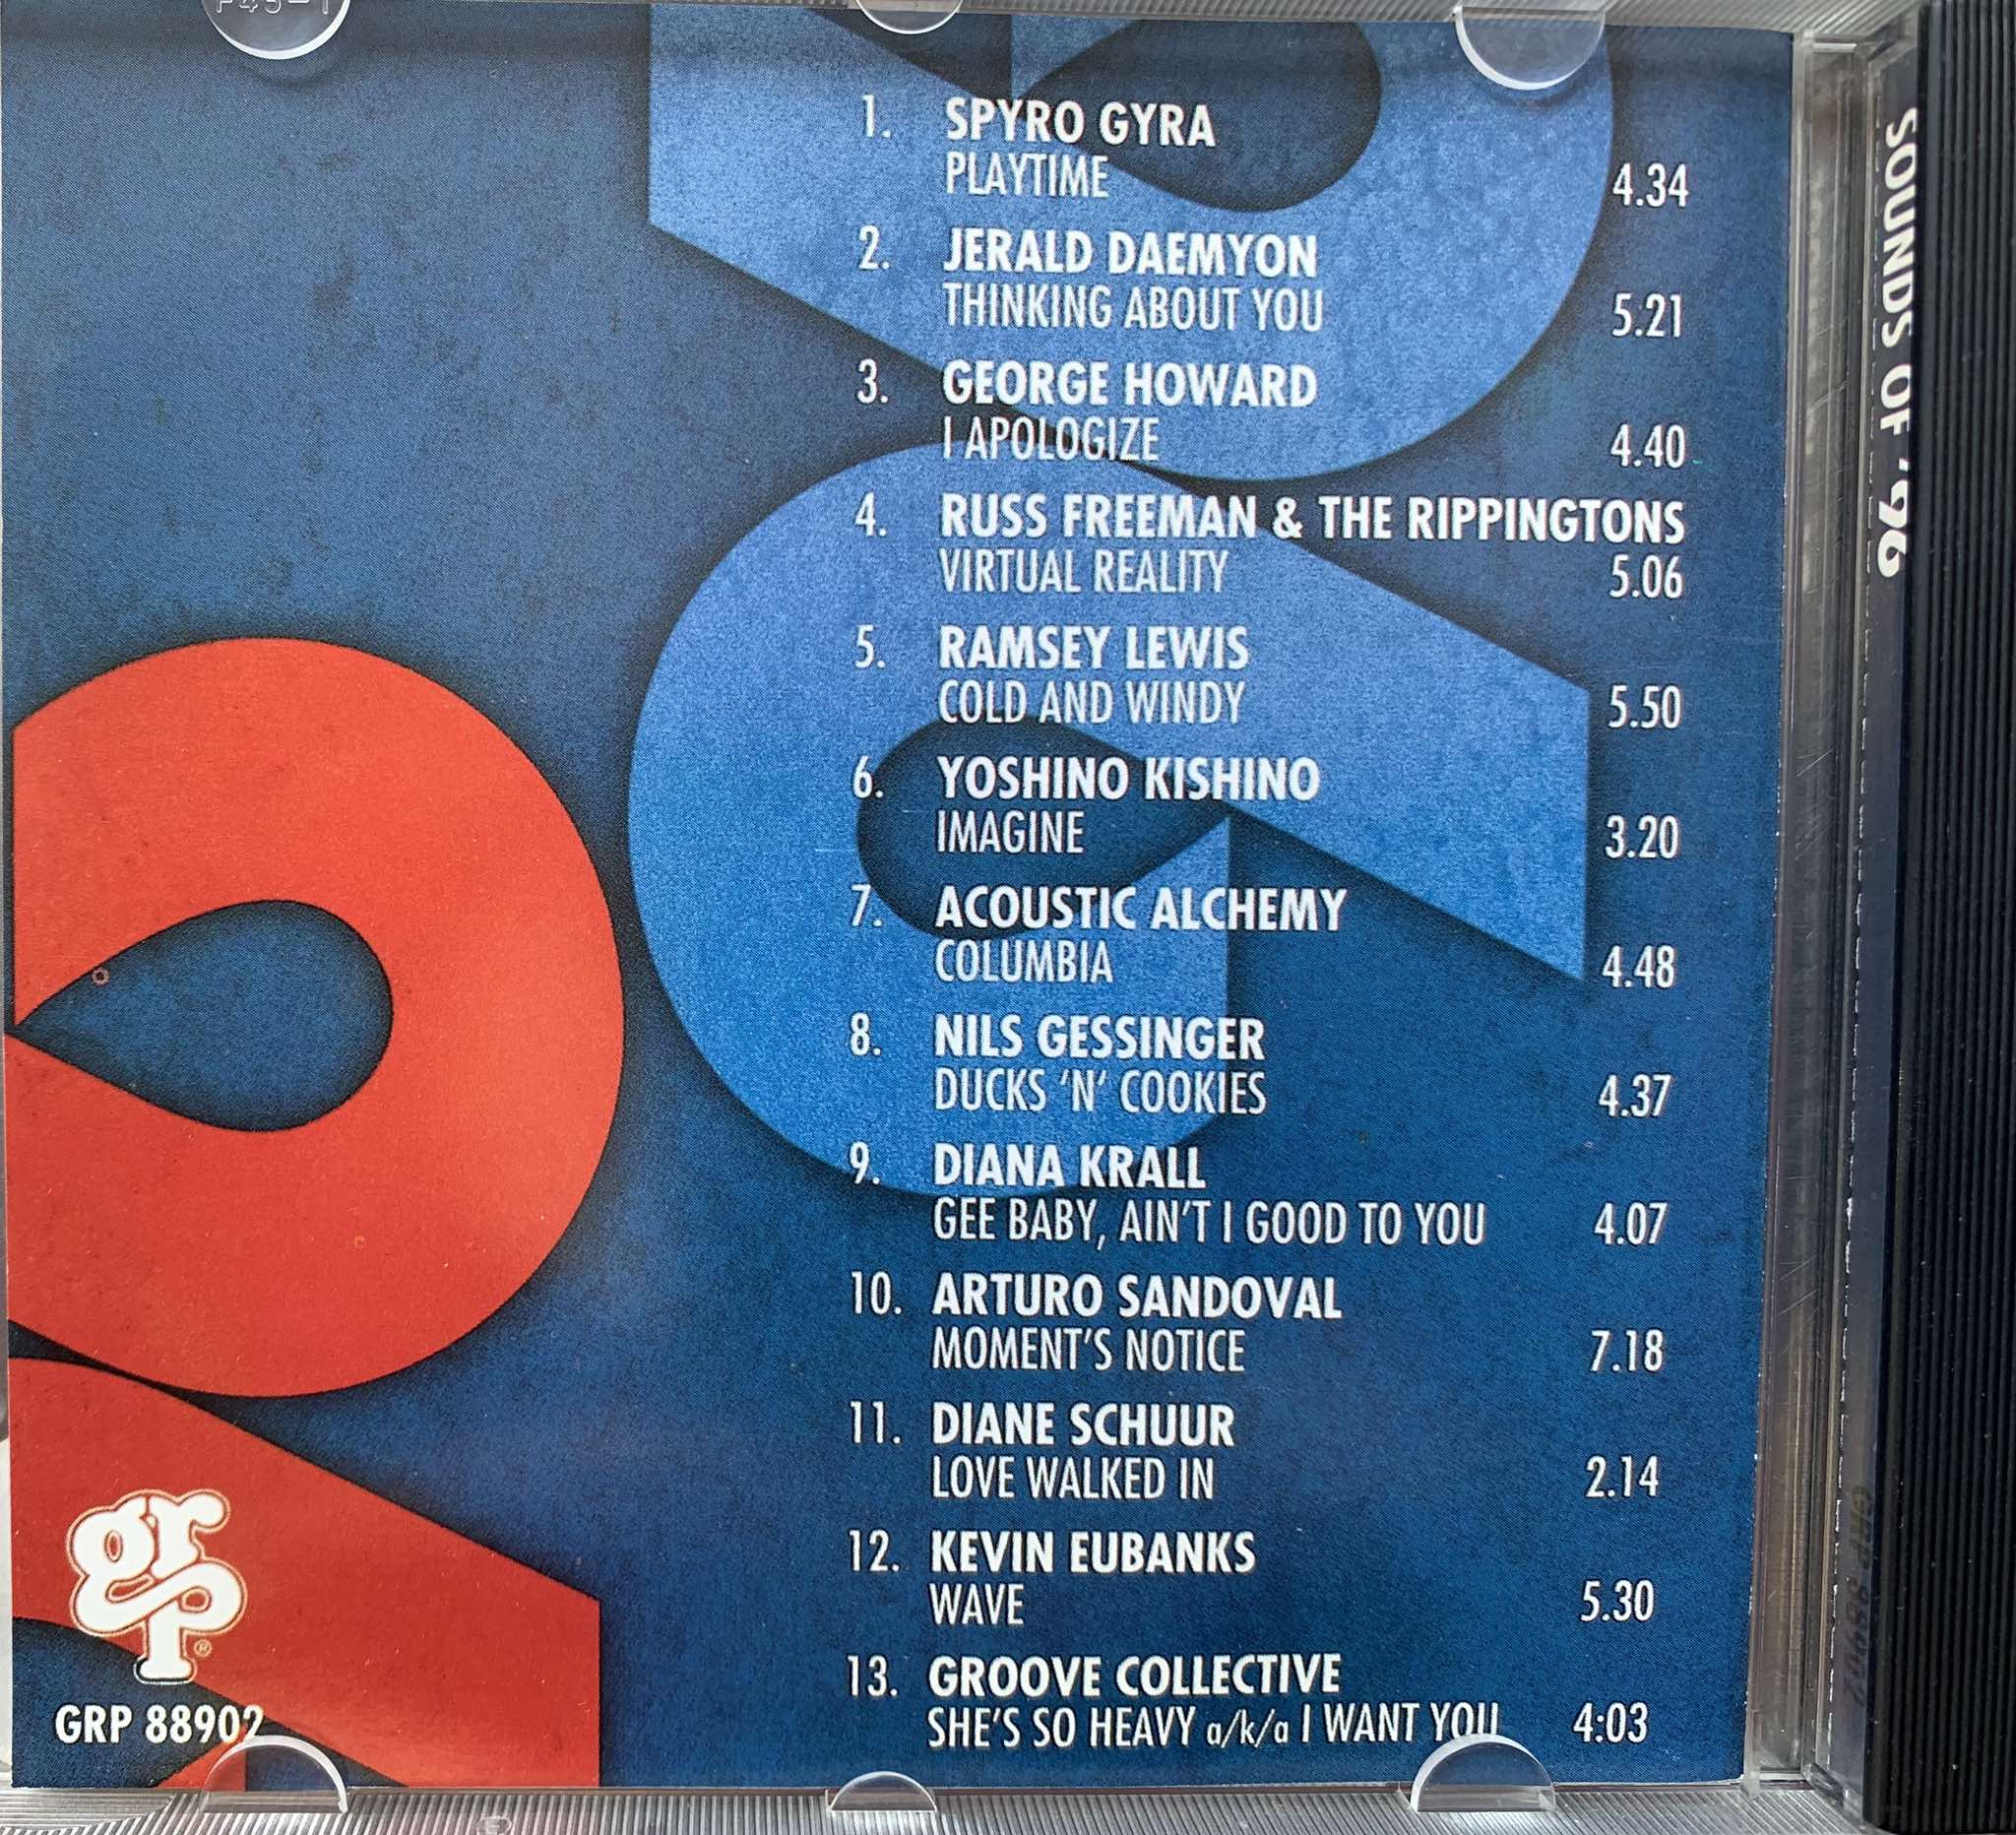 P45-1
1. SPYRO GYRA
PLAYTIME 4.34
2. JERALD DAEMYON
THINKING ABOUT YOU 5.21
3. GEORGE HOWARD
I APOLOGIZE 4.40
4. RUSS FREEMAN & THE RIPPINGTONS
VIRTUAL REALITY 5.06
5. RAMSEY LEWIS
COLD AND WINDY 5.50
6. YOSHINO KISHINO
IMAGINE 3.20
7. ACOUSTIC ALCHEMY
COLUMBIA 4.48
8. NILS GESSINGER
DUCKS 'N' COOKIES 4.37
9. DIANA KRALL
GEE BABY, AIN'T I GOOD TO YOU 4.07
10. ARTURO SANDOVAL
MOMENT'S NOTICE 7.18
11. DIANE SCHUUR
LOVE WALKED IN 2.14
12. KEVIN EUBANKS
WAVE 5.30
13. GROOVE COLLECTIVE
SHE'S SO HEAVY a/k/a I WANT YOU 4:03
grp®
GRP 88902
SOUNDS OF '96
GRP 88902